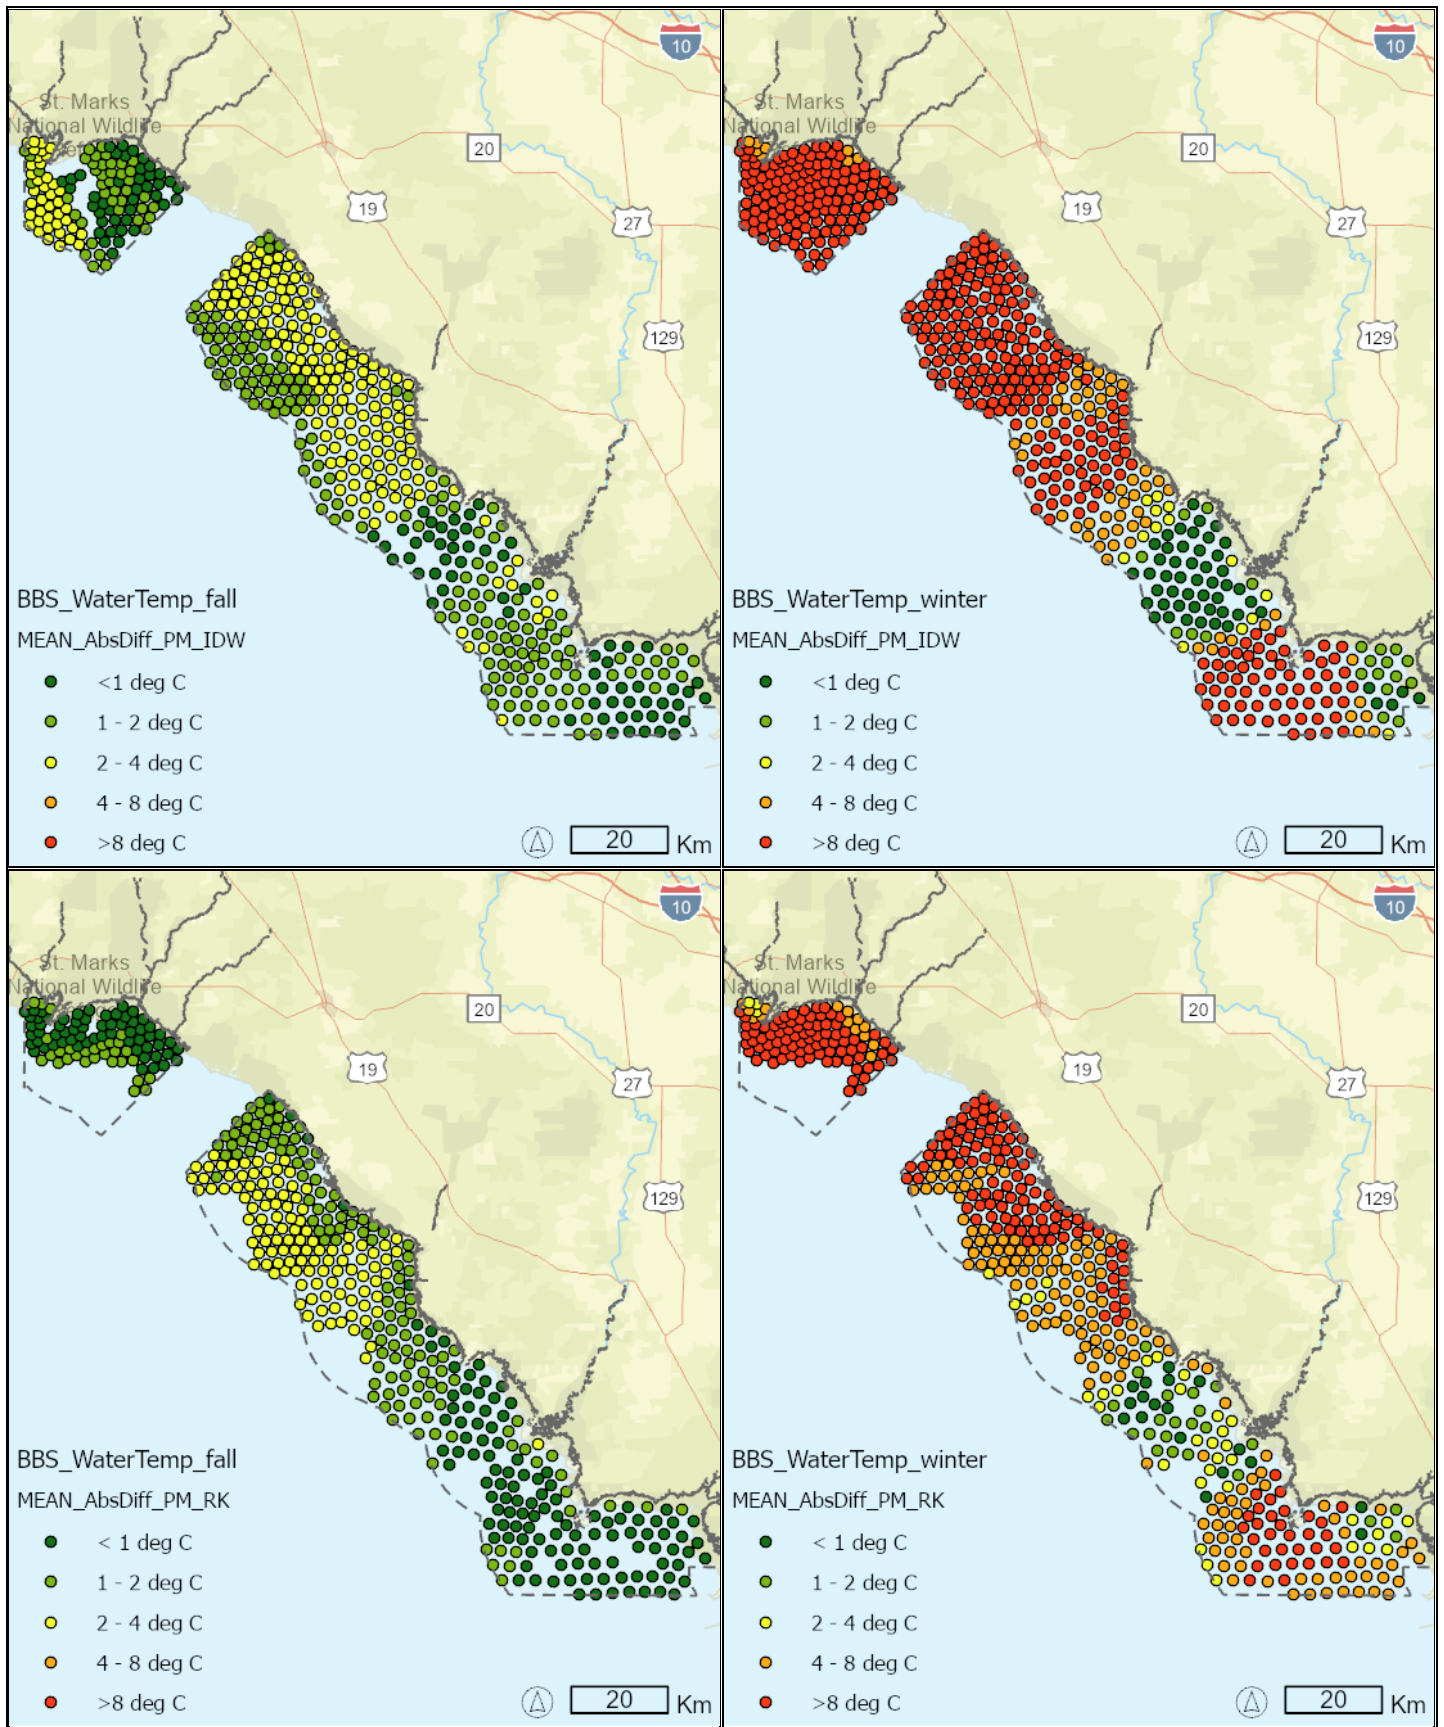 10
St. Marks
National Wildlife
20
19
27
129
BBS_WaterTemp_fall
MEAN_AbsDiff_PM_IDW
<1 deg C
1 - 2 deg C
2 - 4 deg C
4 - 8 deg C
>8 deg C
20 Km
10
St. Marks
National Wildlife
20
19
27
129
BBS_WaterTemp_winter
MEAN_AbsDiff_PM_IDW
<1 deg C
1 - 2 deg C
2 - 4 deg C
4 - 8 deg C
>8 deg C
20 Km
10
St. Marks
National Wildlife
20
19
27
129
BBS_WaterTemp_fall
MEAN_AbsDiff_PM_RK
< 1 deg C
1 - 2 deg C
2 - 4 deg C
4 - 8 deg C
>8 deg C
20 Km
10
St. Marks
National Wildlife
20
19
27
129
BBS_WaterTemp_winter
MEAN_AbsDiff_PM_RK
< 1 deg C
1 - 2 deg C
2 - 4 deg C
4 - 8 deg C
>8 deg C
20 Km